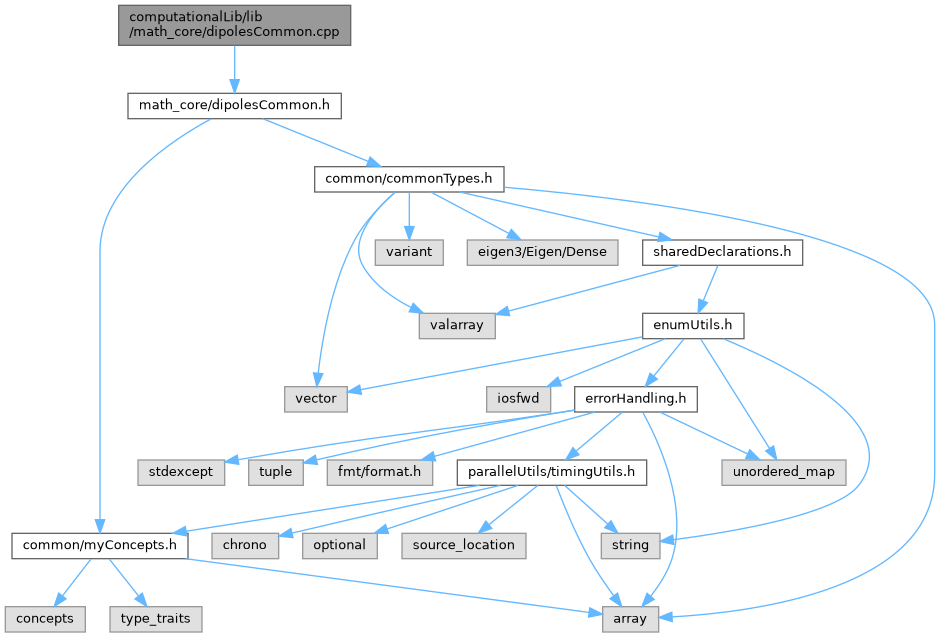 computationalLib/lib
/math_core/dipolesCommon.cpp
math_core/dipolesCommon.h
common/commonTypes.h
variant
eigen3/Eigen/Dense
sharedDeclarations.h
valarray
enumUtils.h
vector
iosfwd
errorHandling.h
stdexcept
tuple
fmt/format.h
parallelUtils/timingUtils.h
unordered_map
common/myConcepts.h
chrono
optional
source_location
string
concepts
type_traits
array